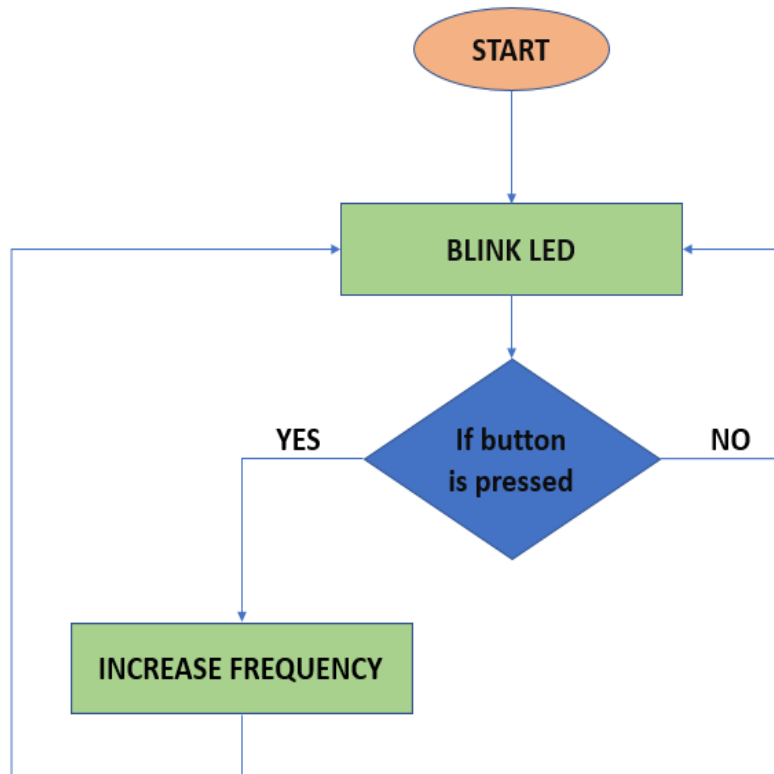 START
BLINK LED
YES
If button
is pressed
NO
INCREASE FREQUENCY